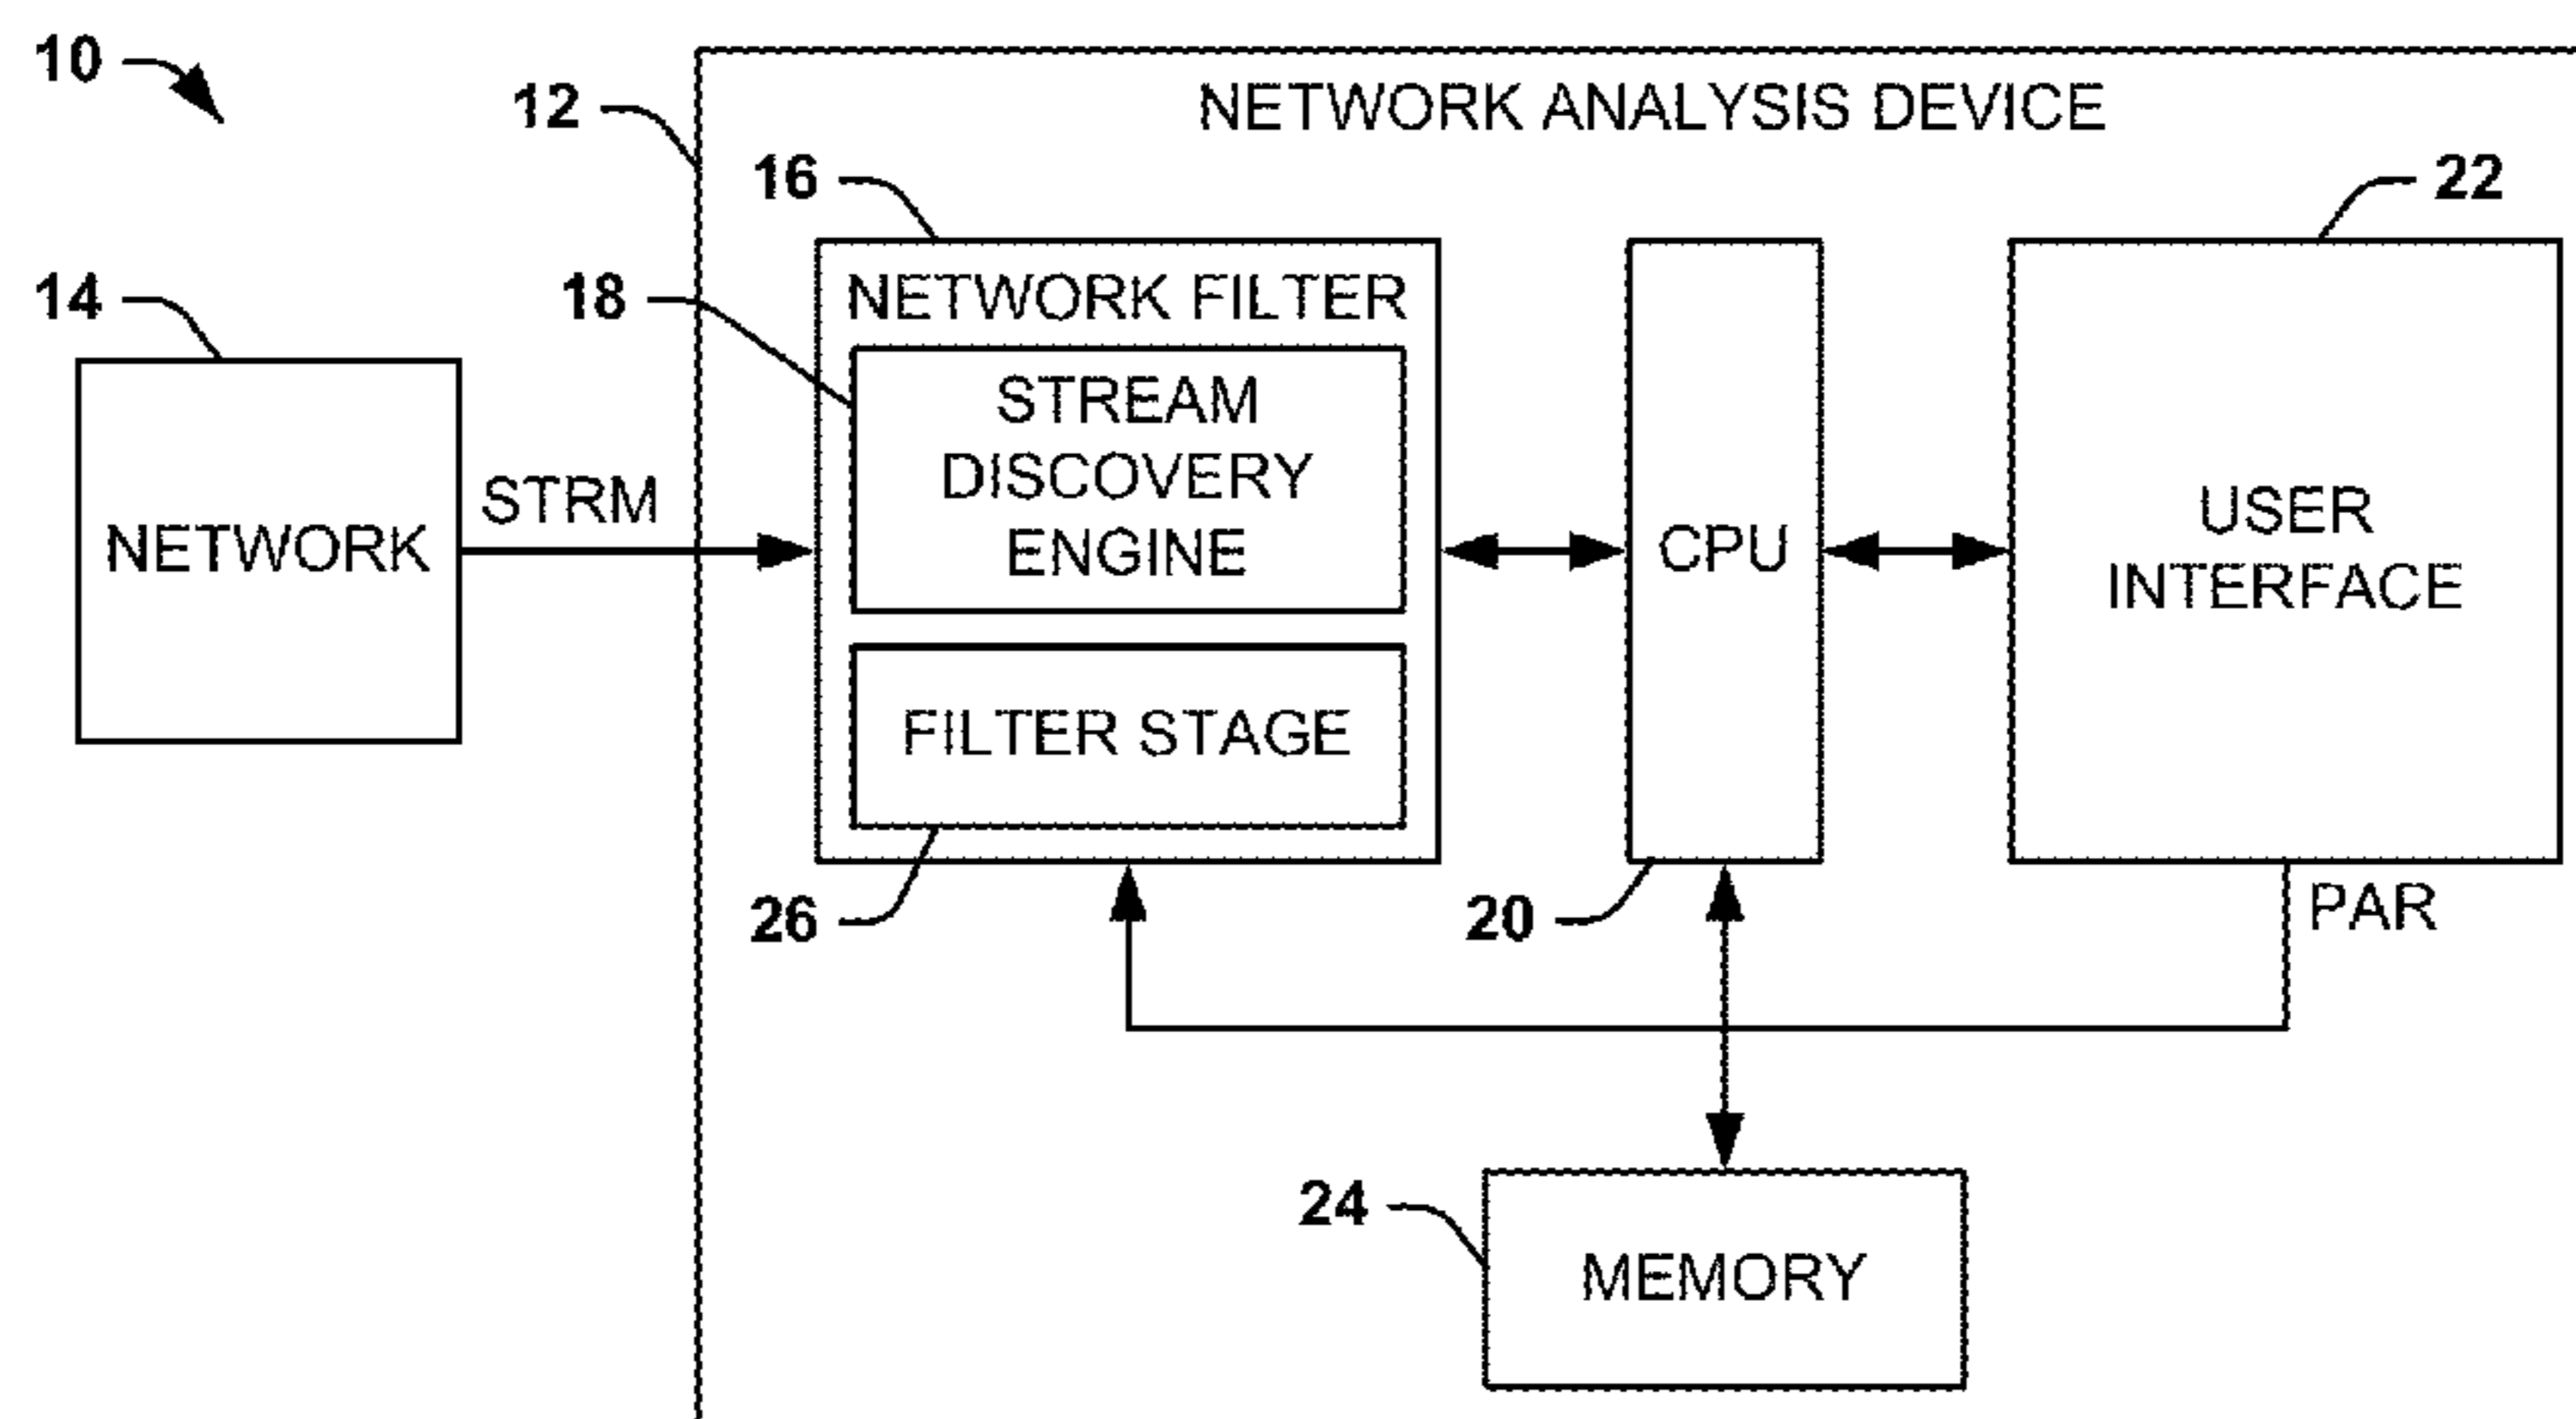 10
12
NETWORK ANALYSIS DEVICE
16
22
14
18
NETWORK FILTER
STREAM
DISCOVERY
ENGINE
NETWORK
STRM
CPU
USER
INTERFACE
FILTER STAGE
26
20
PAR
24
MEMORY